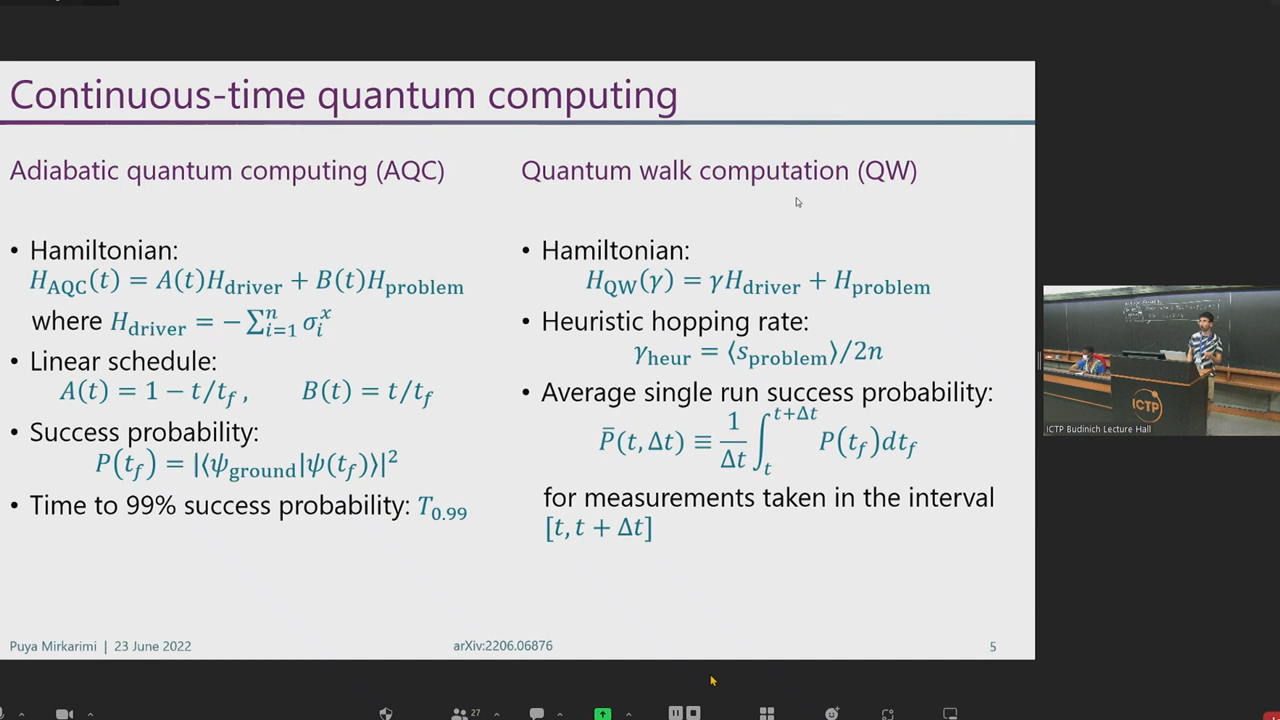 Continuous-time quantum computing
Adiabatic quantum computing (AQC)
• Hamiltonian:
H_AQC(t) = A(t)H_driver + B(t)H_problem
where H_driver = −∑ⁿᵢ₌₁ σᵢˣ
• Linear schedule:
A(t) = 1 − t/t_f ,    B(t) = t/t_f
• Success probability:
P(t_f) = |⟨ψ_ground|ψ(t_f)⟩|²
• Time to 99% success probability: T_0.99
Quantum walk computation (QW)
• Hamiltonian:
H_QW(γ) = γH_driver + H_problem
• Heuristic hopping rate:
γ_heur = ⟨s_problem⟩/2n
• Average single run success probability:
P̄(t, Δt) ≡ 1/Δt ∫_t^{t+Δt} P(t_f)dt_f
for measurements taken in the interval
[t, t + Δt]
Puya Mirkarimi | 23 June 2022
arXiv:2206.06876
5
ICTP
ICTP Budinich Lecture Hall
27